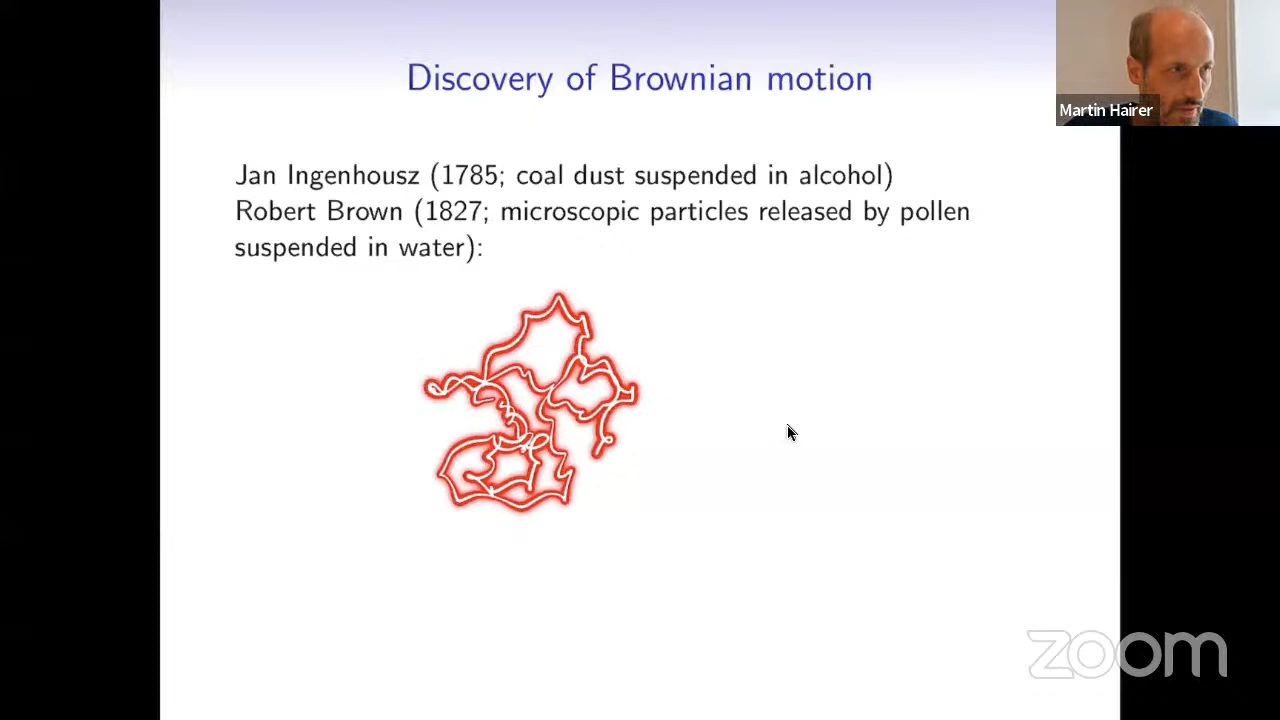 Discovery of Brownian motion
Martin Hairer
Jan Ingenhousz (1785; coal dust suspended in alcohol)
Robert Brown (1827; microscopic particles released by pollen
suspended in water):
zoom